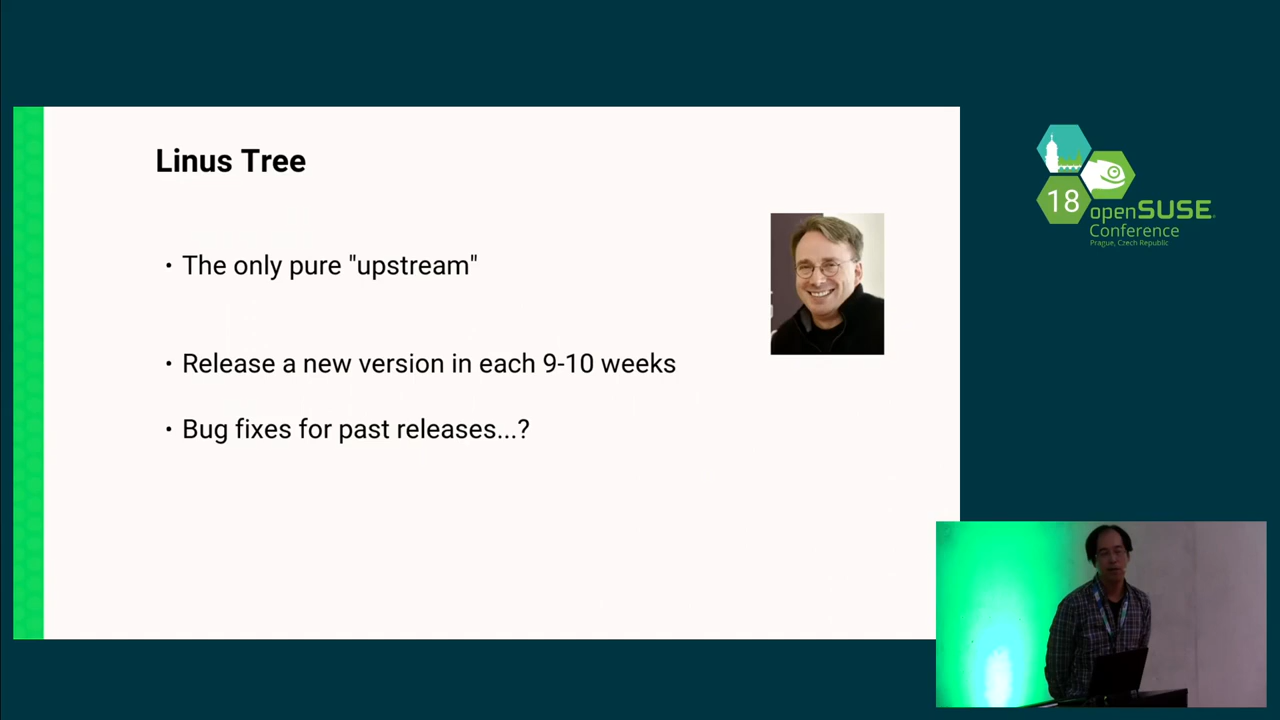 Linus Tree
• The only pure "upstream"
• Release a new version in each 9-10 weeks
• Bug fixes for past releases...?
18
openSUSE
Conference
Prague, Czech Republic